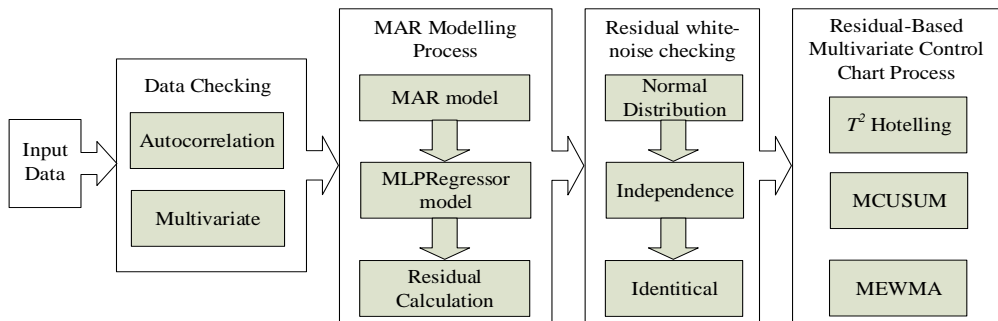 Input
Data
Data Checking
Autocorrelation
Multivariate
MAR Modelling
Process
MAR model
MLPRegressor
model
Residual
Calculation
Residual white-
noise checking
Normal
Distribution
Independence
Identitical
Residual-Based
Multivariate Control
Chart Process
T² Hotelling
MCUSUM
MEWMA